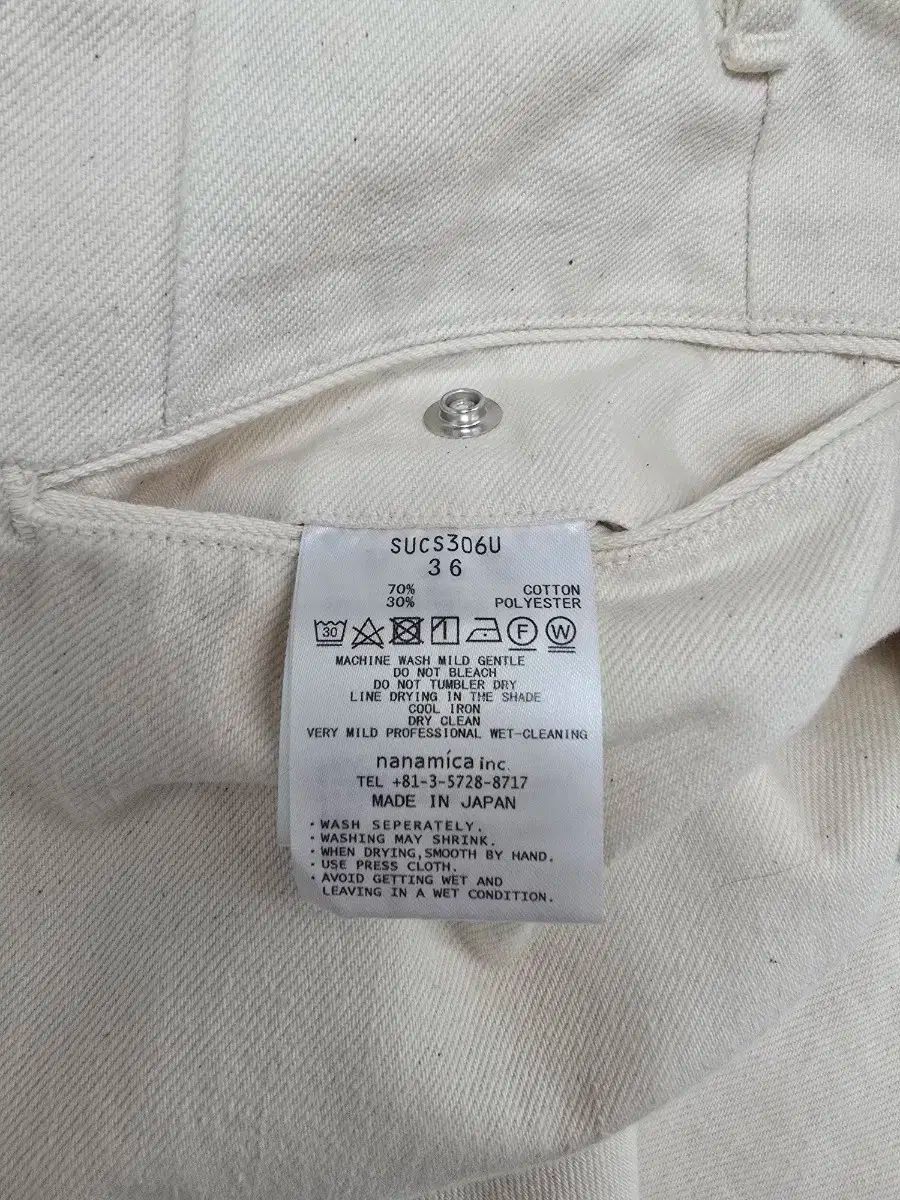 SUCS306U
36
70% COTTON
30% POLYESTER
30 F W
MACHINE WASH MILD GENTLE
DO NOT BLEACH
DO NOT TUMBLER DRY
LINE DRYING IN THE SHADE
COOL IRON
DRY CLEAN
VERY MILD PROFESSIONAL WET-CLEANING
nanamíca inc.
TEL +81-3-5728-8717
MADE IN JAPAN
・WASH SEPERATELY.
・WASHING MAY SHRINK.
・WHEN DRYING,SMOOTH BY HAND.
・USE PRESS CLOTH.
・AVOID GETTING WET AND
LEAVING IN A WET CONDITION.